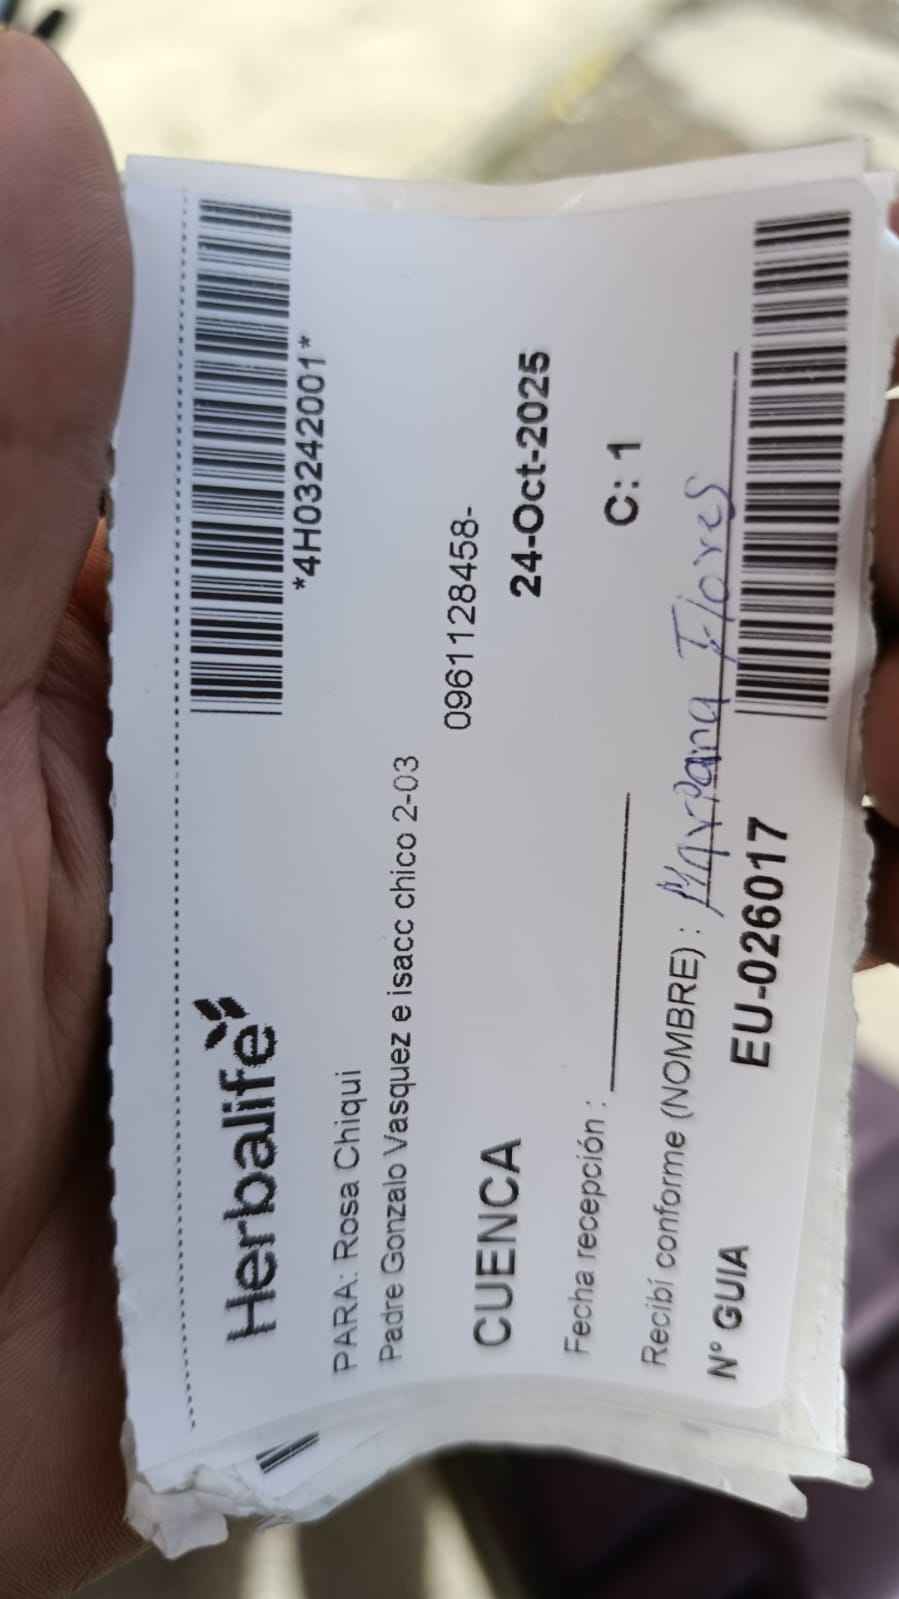 Herbalife
*4H03242001*
PARA: Rosa Chiqui
Padre Gonzalo Vasquez e isacc chico 2-03
0961128458-
CUENCA
24-Oct-2025
Fecha recepción :
C: 1
Recibí conforme (NOMBRE) : Mariana Flores
Nº GUIA
EU-026017